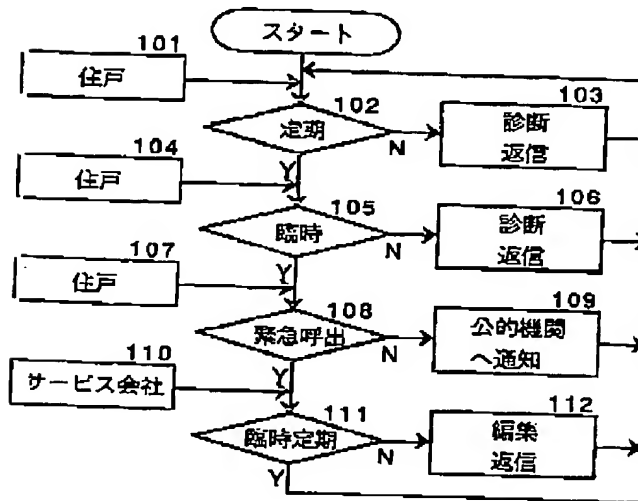 スタート
101
住戸
102
定期
N
103
診断
返信
Y
104
住戸
105
臨時
N
106
診断
返信
Y
107
住戸
108
緊急呼出
N
109
公的機関
へ通知
Y
110
サービス会社
111
臨時定期
N
112
編集
返信
Y